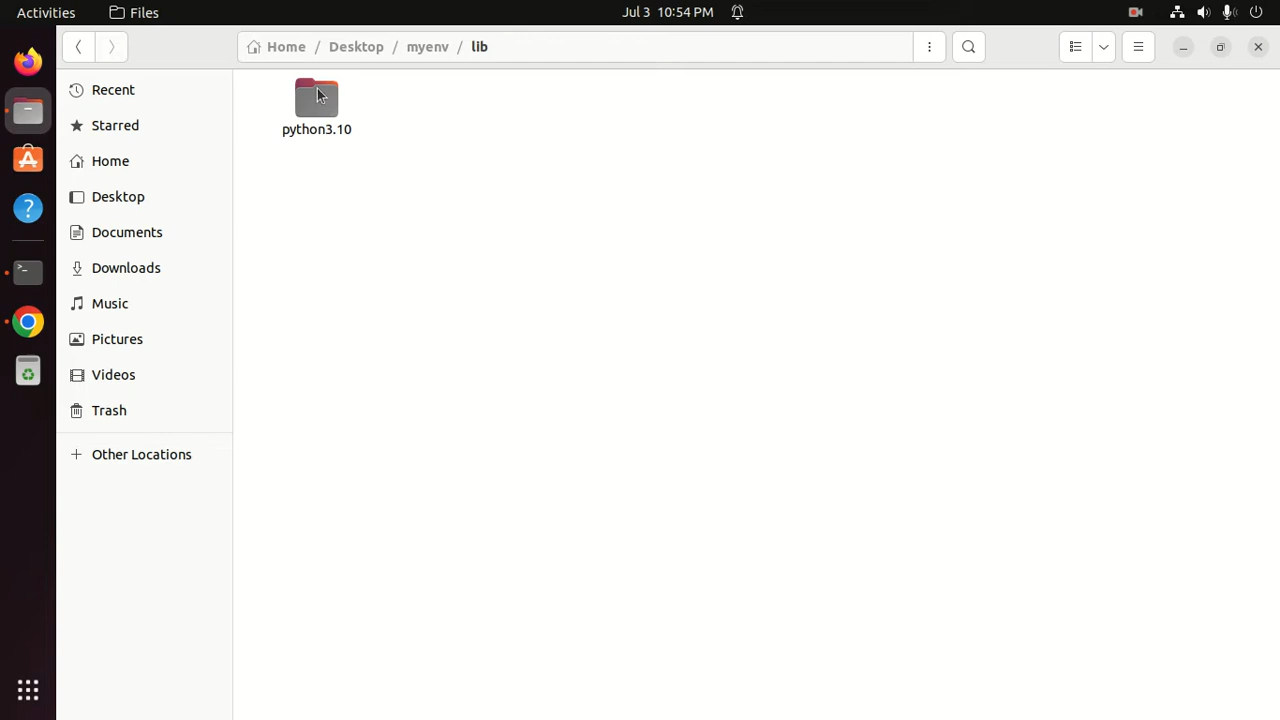 Activities Files Jul 3 10:54 PM
Home / Desktop / myenv / lib
Recent
python3.10
Starred
Home
Desktop
Documents
Downloads
Music
Pictures
Videos
Trash
Other Locations